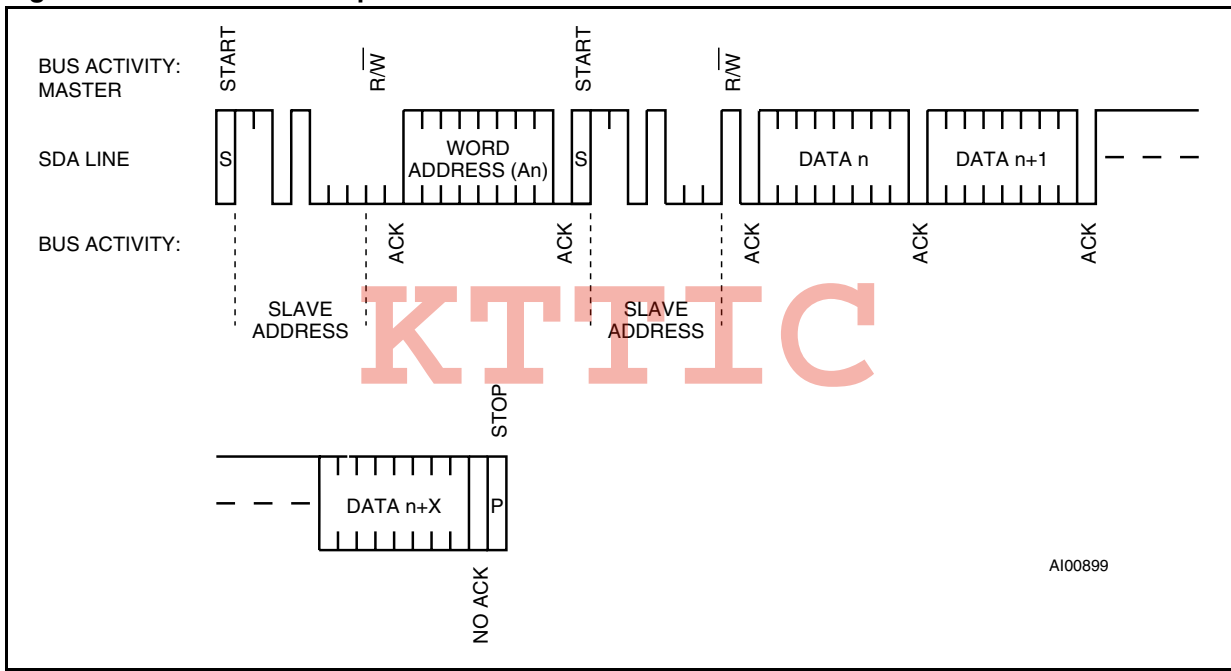 BUS ACTIVITY:
MASTER
START
R/W
START
R/W
SDA LINE
S
WORD
ADDRESS (An)
S
DATA n
DATA n+1
BUS ACTIVITY:
ACK
ACK
ACK
ACK
ACK
SLAVE
ADDRESS
SLAVE
ADDRESS
KTTIC
STOP
DATA n+X
P
NO ACK
AI00899